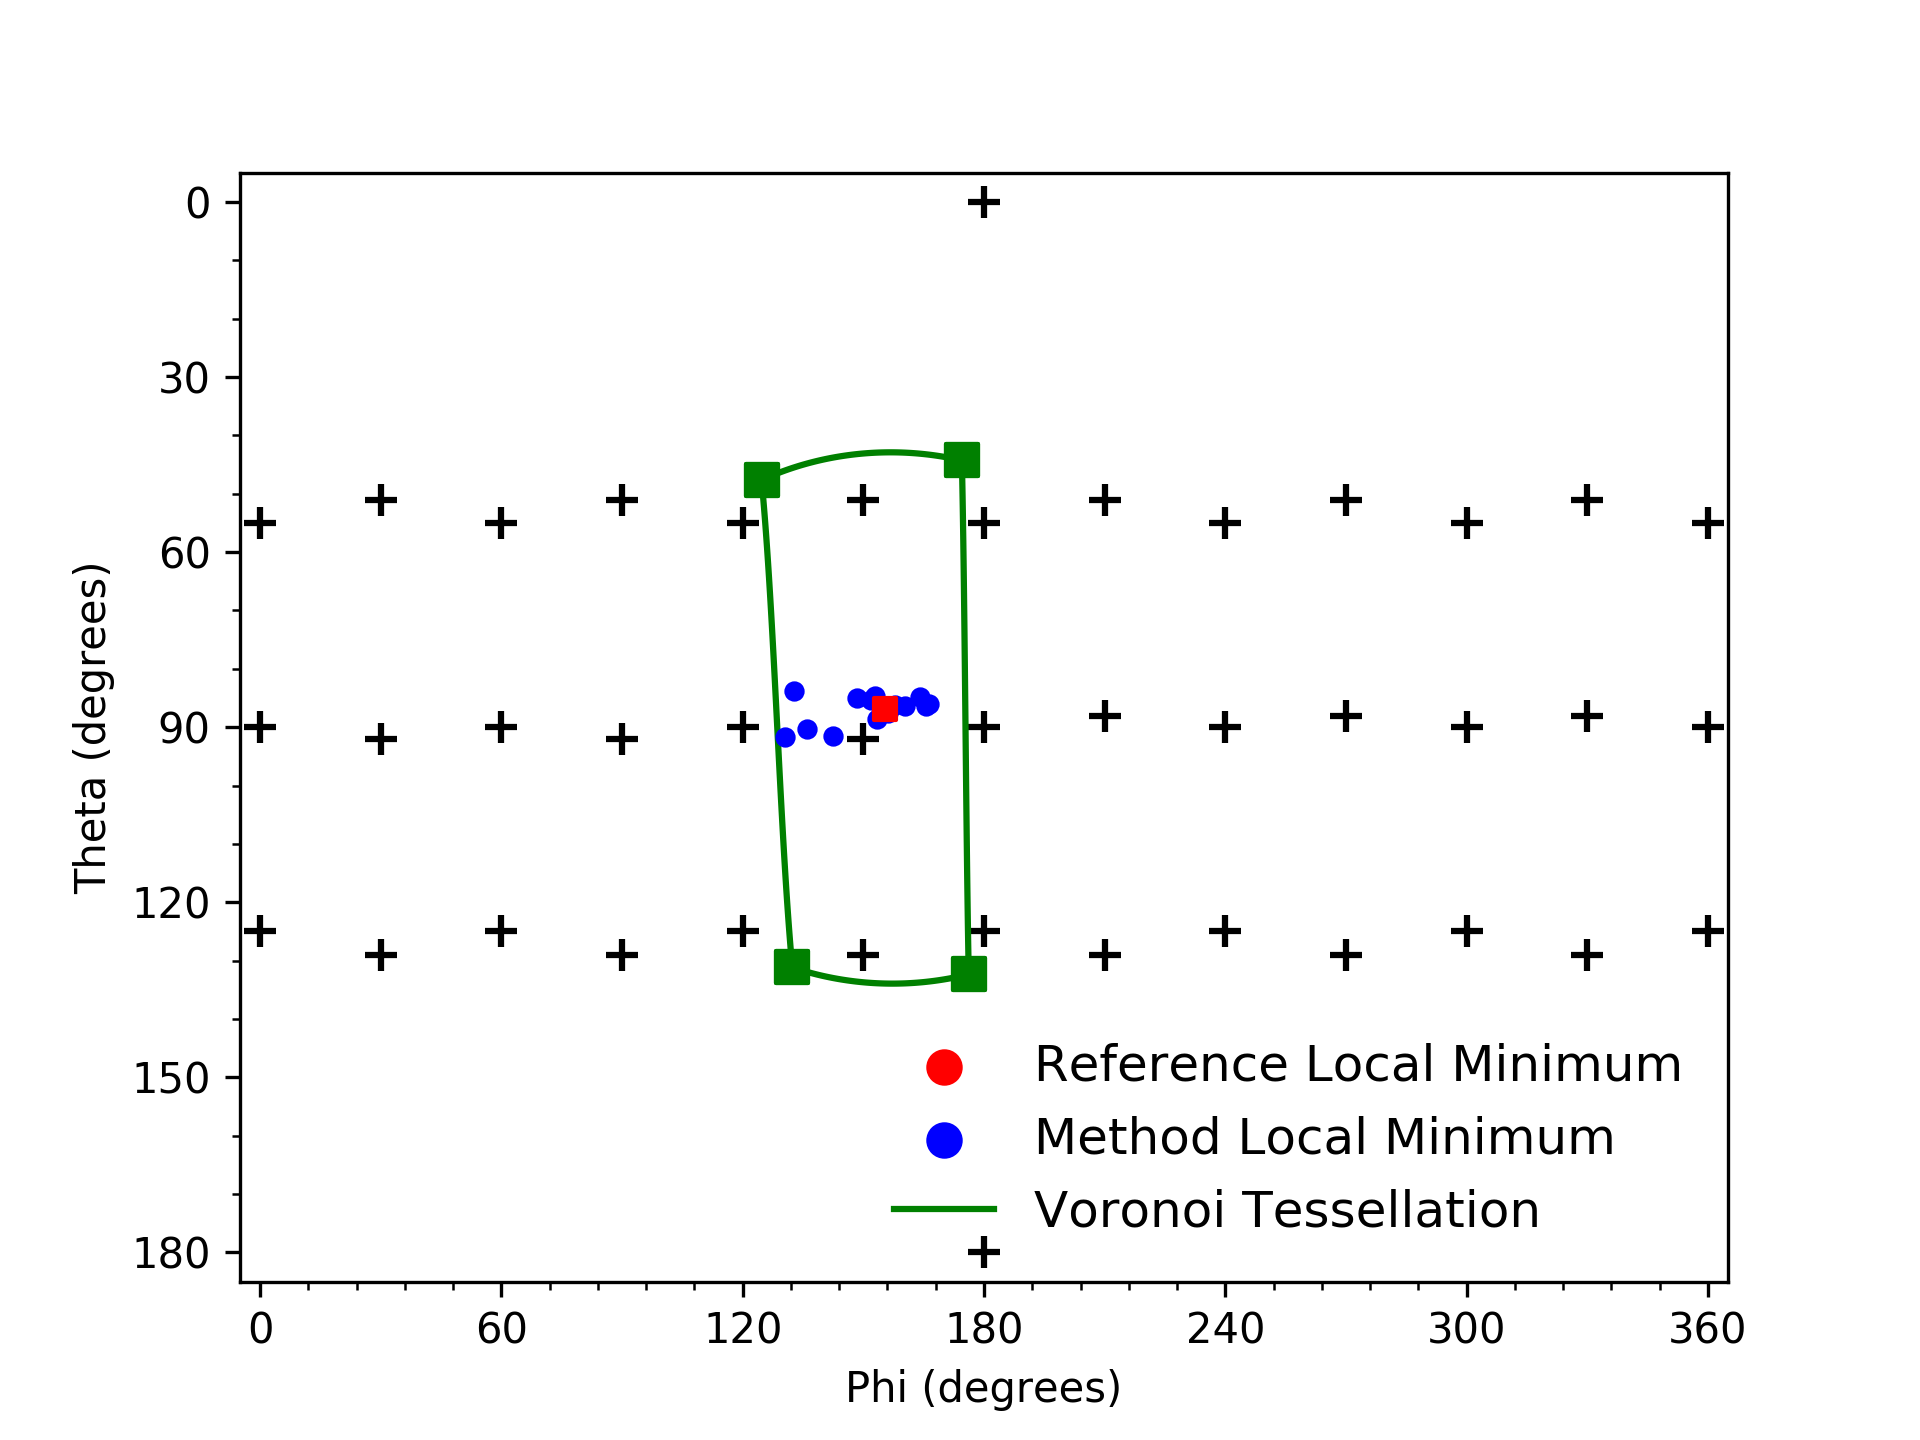 0
30
60
90
120
150
180
Theta (degrees)
Reference Local Minimum
Method Local Minimum
Voronoi Tessellation
0 60 120 180 240 300 360
Phi (degrees)